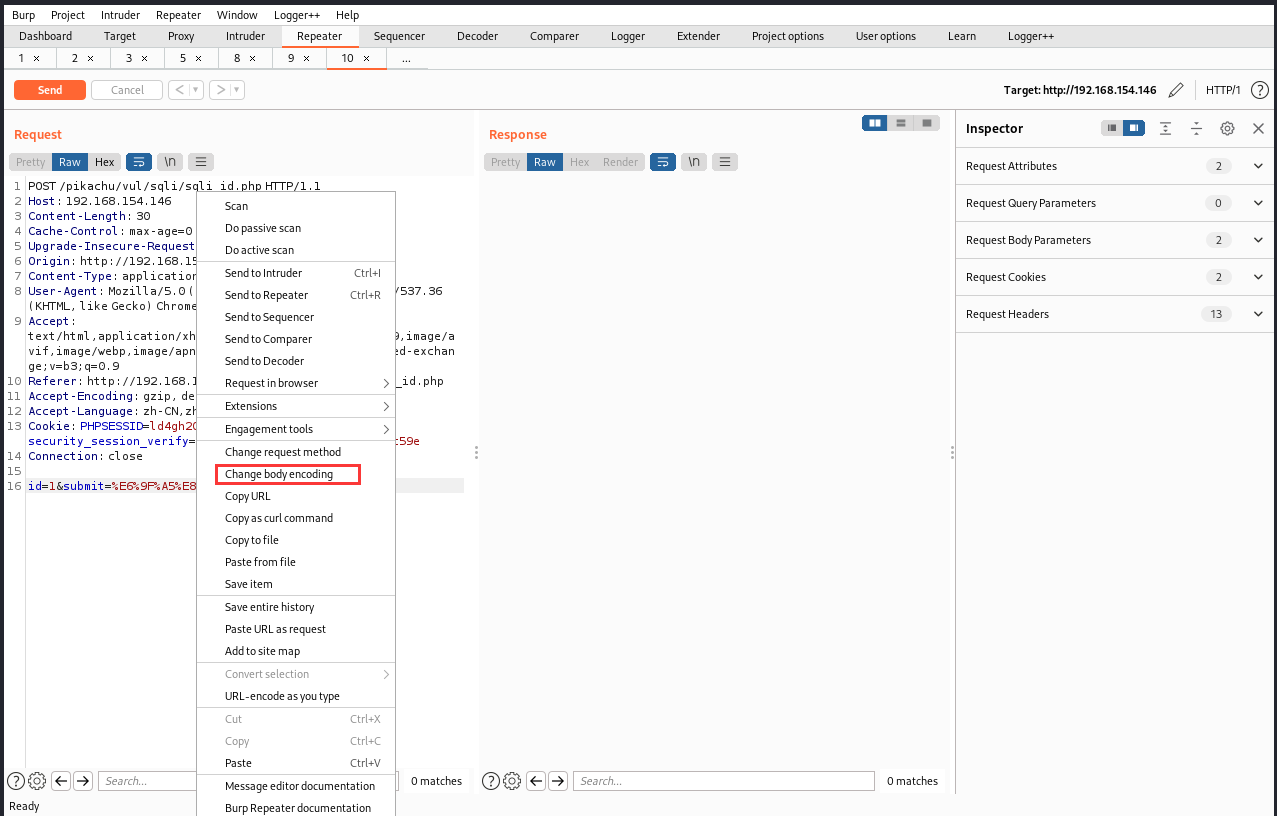 Burp Project Intruder Repeater Window Logger++ Help
Dashboard Target Proxy Intruder Repeater Sequencer Decoder Comparer Logger Extender Project options User options Learn Logger++
1 × 2 × 3 × 5 × 8 × 9 × 10 × ...
Send Cancel < > Target: http://192.168.154.146 HTTP/1 ?
Request
Pretty Raw Hex \n
1 POST /pikachu/vul/sqli/sqli_id.php HTTP/1.1
2 Host: 192.168.154.146
3 Content-Length: 30
4 Cache-Control: max-age=0
5 Upgrade-Insecure-Request
6 Origin: http://192.168.15
7 Content-Type: application
8 User-Agent: Mozilla/5.0 ( /537.36
(KHTML, like Gecko) Chrome
9 Accept:
text/html,application/xh 9,image/a
vif,image/webp,image/apn ed-exchan
ge;v=b3;q=0.9
10 Referer: http://192.168.1 _id.php
11 Accept-Encoding: gzip, de
12 Accept-Language: zh-CN,zh
13 Cookie: PHPSESSID=ld4gh20
security_session_verify= c59e
14 Connection: close
15
16 id=1&submit=%E6%9F%A5%E8
Scan
Do passive scan
Do active scan
Send to Intruder Ctrl+I
Send to Repeater Ctrl+R
Send to Sequencer
Send to Comparer
Send to Decoder
Request in browser >
Extensions >
Engagement tools >
Change request method
Change body encoding
Copy URL
Copy as curl command
Copy to file
Paste from file
Save item
Save entire history
Paste URL as request
Add to site map
Convert selection >
URL-encode as you type
Cut Ctrl+X
Copy Ctrl+C
Paste Ctrl+V
Message editor documentation
Burp Repeater documentation
? Search... 0 matches
Response
Pretty Raw Hex Render \n
? Search... 0 matches
Inspector
Request Attributes 2
Request Query Parameters 0
Request Body Parameters 2
Request Cookies 2
Request Headers 13
Ready